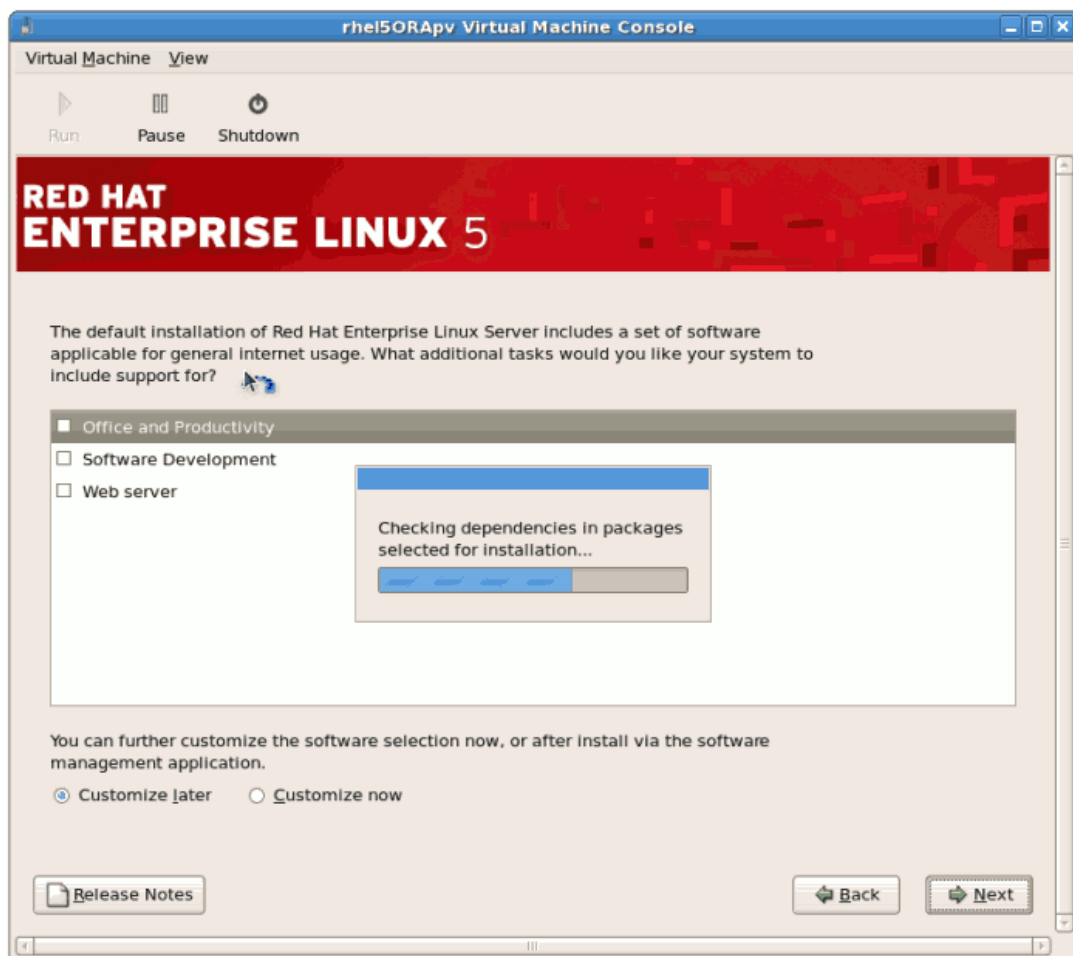 rhel5ORApv Virtual Machine Console
Virtual Machine View
Run Pause Shutdown
RED HAT
ENTERPRISE LINUX 5
The default installation of Red Hat Enterprise Linux Server includes a set of software
applicable for general internet usage. What additional tasks would you like your system to
include support for?
Office and Productivity
Software Development
Web server
Checking dependencies in packages
selected for installation...
You can further customize the software selection now, or after install via the software
management application.
Customize later Customize now
Release Notes Back Next